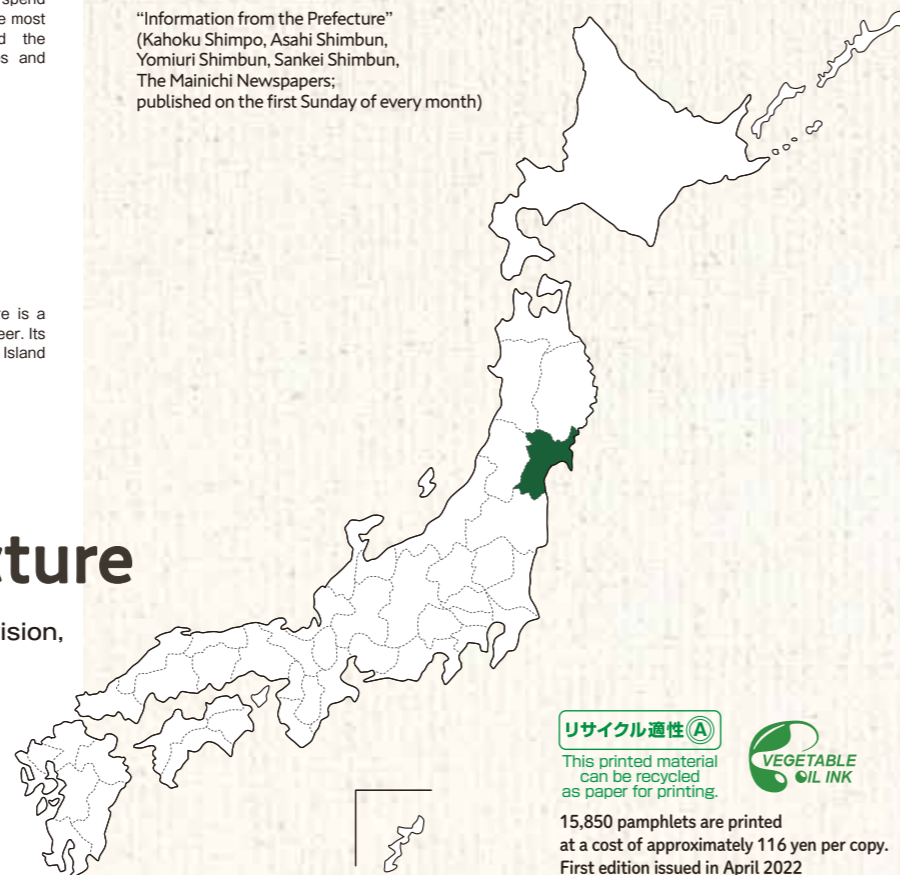 spend
e most
d the
s and
“Information from the Prefecture”
(Kahoku Shimpo, Asahi Shimbun,
Yomiuri Shimbun, Sankei Shimbun,
The Mainichi Newspapers;
published on the first Sunday of every month)
re is a
eer. Its
Island
cture
ision,
リサイクル適性Ⓐ
This printed material
can be recycled
as paper for printing.
VEGETABLE
OIL INK
15,850 pamphlets are printed
at a cost of approximately 116 yen per copy.
First edition issued in April 2022